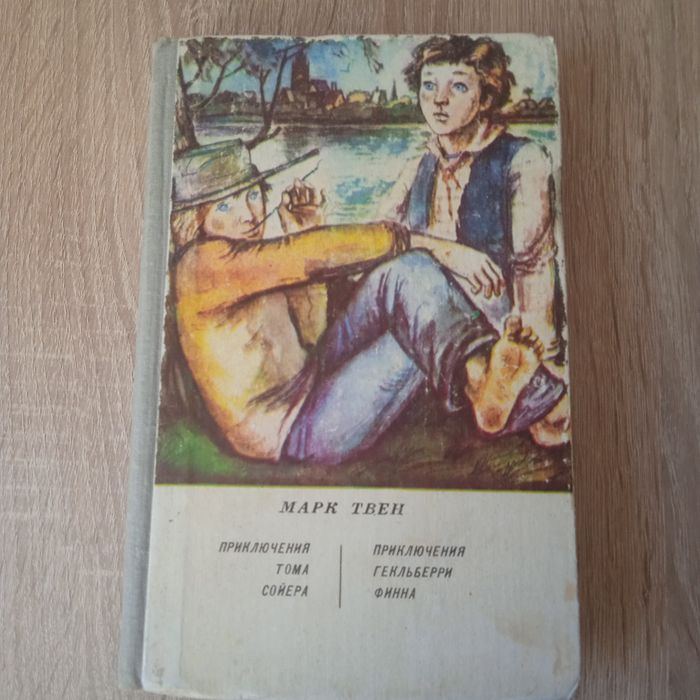 МАРК ТВЕН
ПРИКЛЮЧЕНИЯ
ТОМА
СОЙЕРА
ПРИКЛЮЧЕНИЯ
ГЕКЛЬБЕРРИ
ФИННА